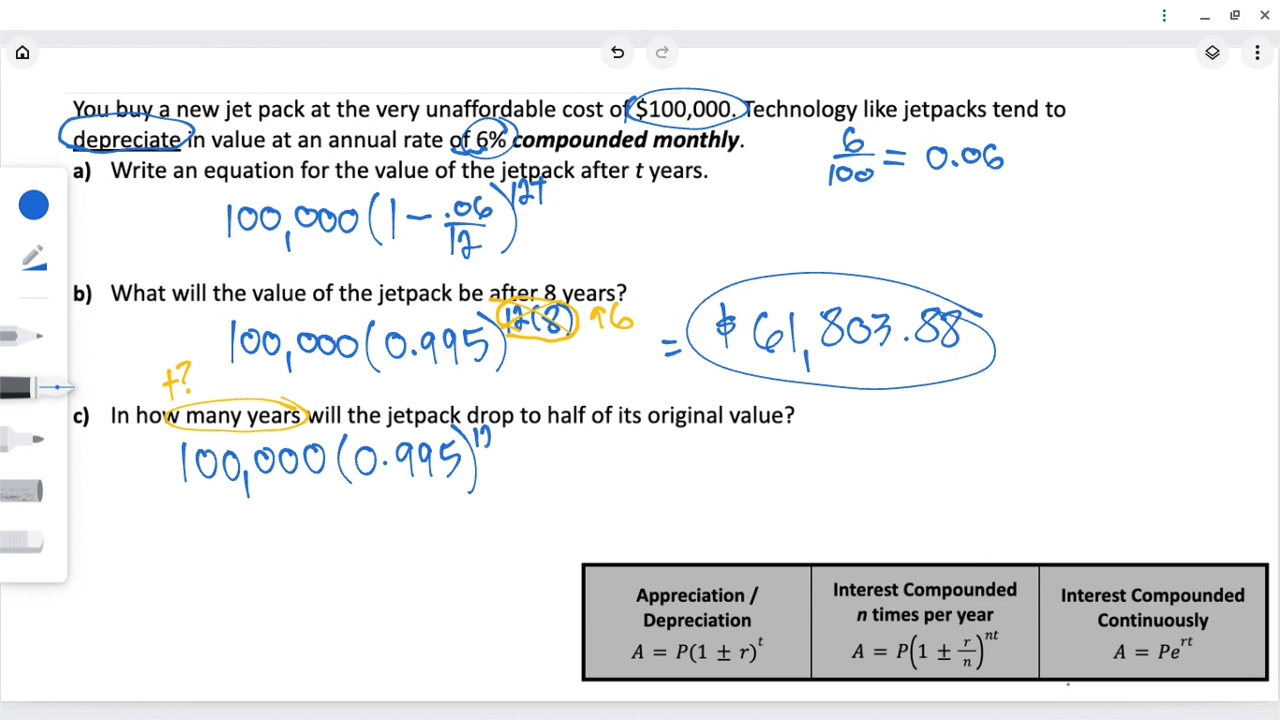 You buy a new jet pack at the very unaffordable cost of $100,000. Technology like jetpacks tend to
depreciate in value at an annual rate of 6% compounded monthly.
6/100 = 0.06
a) Write an equation for the value of the jetpack after t years.
100,000(1 - .06/12)^12t
b) What will the value of the jetpack be after 8 years?
100,000(0.995)^12(8) 96 = $61,803.88
t?
c) In how many years will the jetpack drop to half of its original value?
100,000(0.995)^12
Appreciation /
Depreciation
A = P(1 ± r)^t
Interest Compounded
n times per year
A = P(1 ± r/n)^nt
Interest Compounded
Continuously
A = Pe^rt